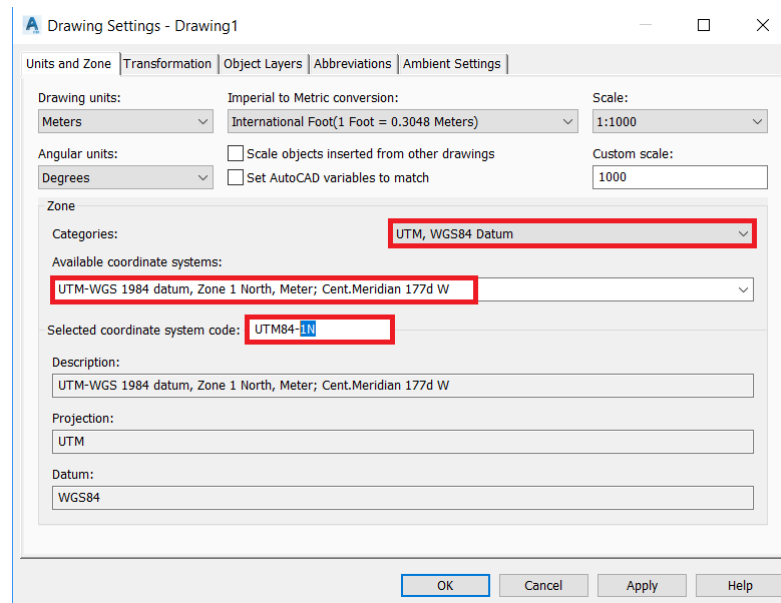 Drawing Settings - Drawing1
Units and Zone Transformation Object Layers Abbreviations Ambient Settings
Drawing units: Imperial to Metric conversion: Scale:
Meters International Foot(1 Foot = 0.3048 Meters) 1:1000
Angular units: Scale objects inserted from other drawings Custom scale:
Degrees Set AutoCAD variables to match 1000
Zone
Categories: UTM, WGS84 Datum
Available coordinate systems:
UTM-WGS 1984 datum, Zone 1 North, Meter; Cent.Meridian 177d W
Selected coordinate system code: UTM84-1N
Description:
UTM-WGS 1984 datum, Zone 1 North, Meter; Cent.Meridian 177d W
Projection:
UTM
Datum:
WGS84
OK Cancel Apply Help